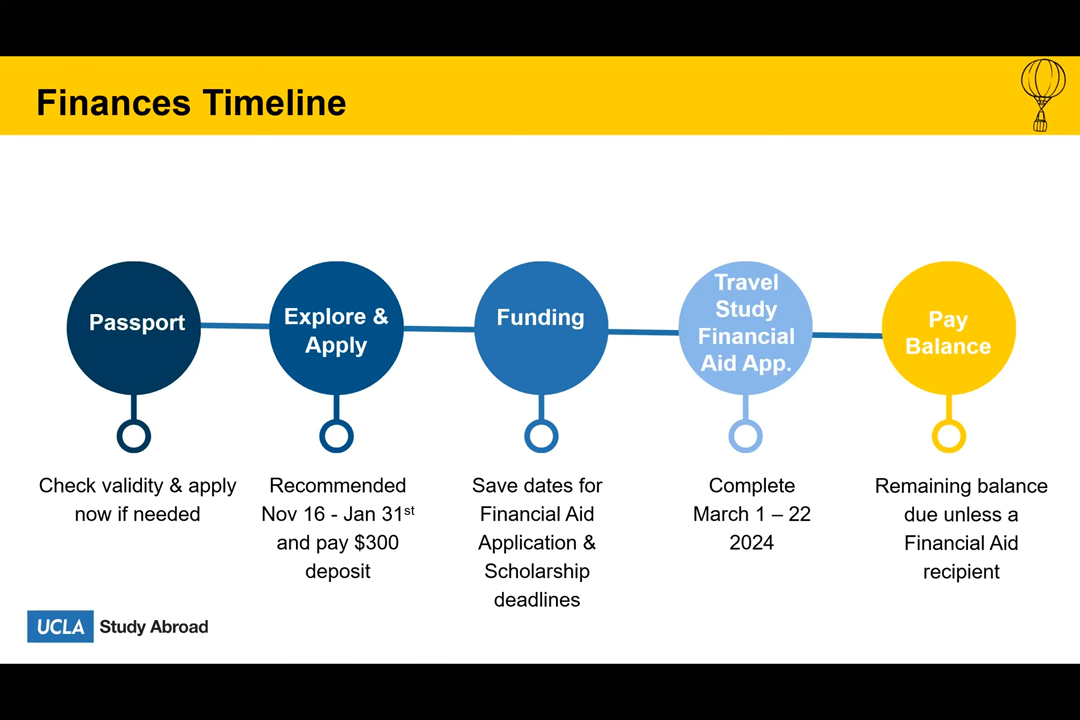 Finances Timeline
Passport
Explore &
Apply
Funding
Travel
Study
Financial
Aid App.
Pay
Balance
Check validity & apply
now if needed
Recommended
Nov 16 - Jan 31st
and pay $300
deposit
Save dates for
Financial Aid
Application &
Scholarship
deadlines
Complete
March 1 – 22
2024
Remaining balance
due unless a
Financial Aid
recipient
UCLA Study Abroad